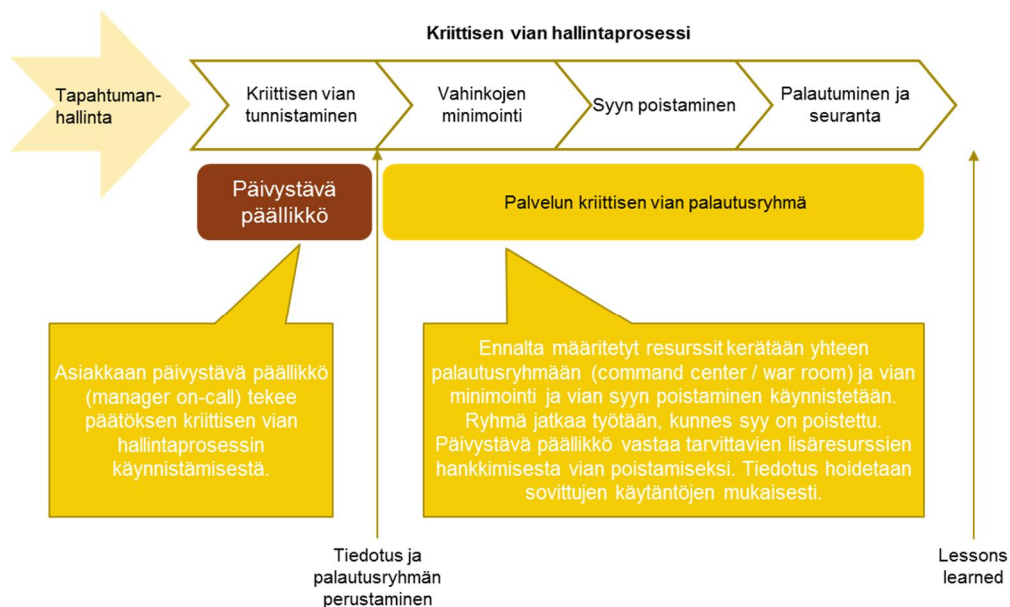 Kriittisen vian hallintaprosessi
Tapahtuman-
hallinta
Kriittisen vian
tunnistaminen
Vahinkojen
minimointi
Syyn poistaminen
Palautuminen ja
seuranta
Päivystävä
päällikkö
Palvelun kriittisen vian palautusryhmä
Asiakkaan päivystävä päällikkö
(manager on-call) tekee
päätöksen kriittisen vian
hallintaprosessin
käynnistämisestä.
Ennalta määritetyt resurssit kerätään yhteen
palautusryhmään (command center / war room) ja vian
minimointi ja vian syyn poistaminen käynnistetään.
Ryhmä jatkaa työtään, kunnes syy on poistettu.
Päivystävä päällikkö vastaa tarvittavien lisäresurssien
hankkimisesta vian poistamiseksi. Tiedotus hoidetaan
sovittujen käytäntöjen mukaisesti.
Tiedotus ja
palautusryhmän
perustaminen
Lessons
learned